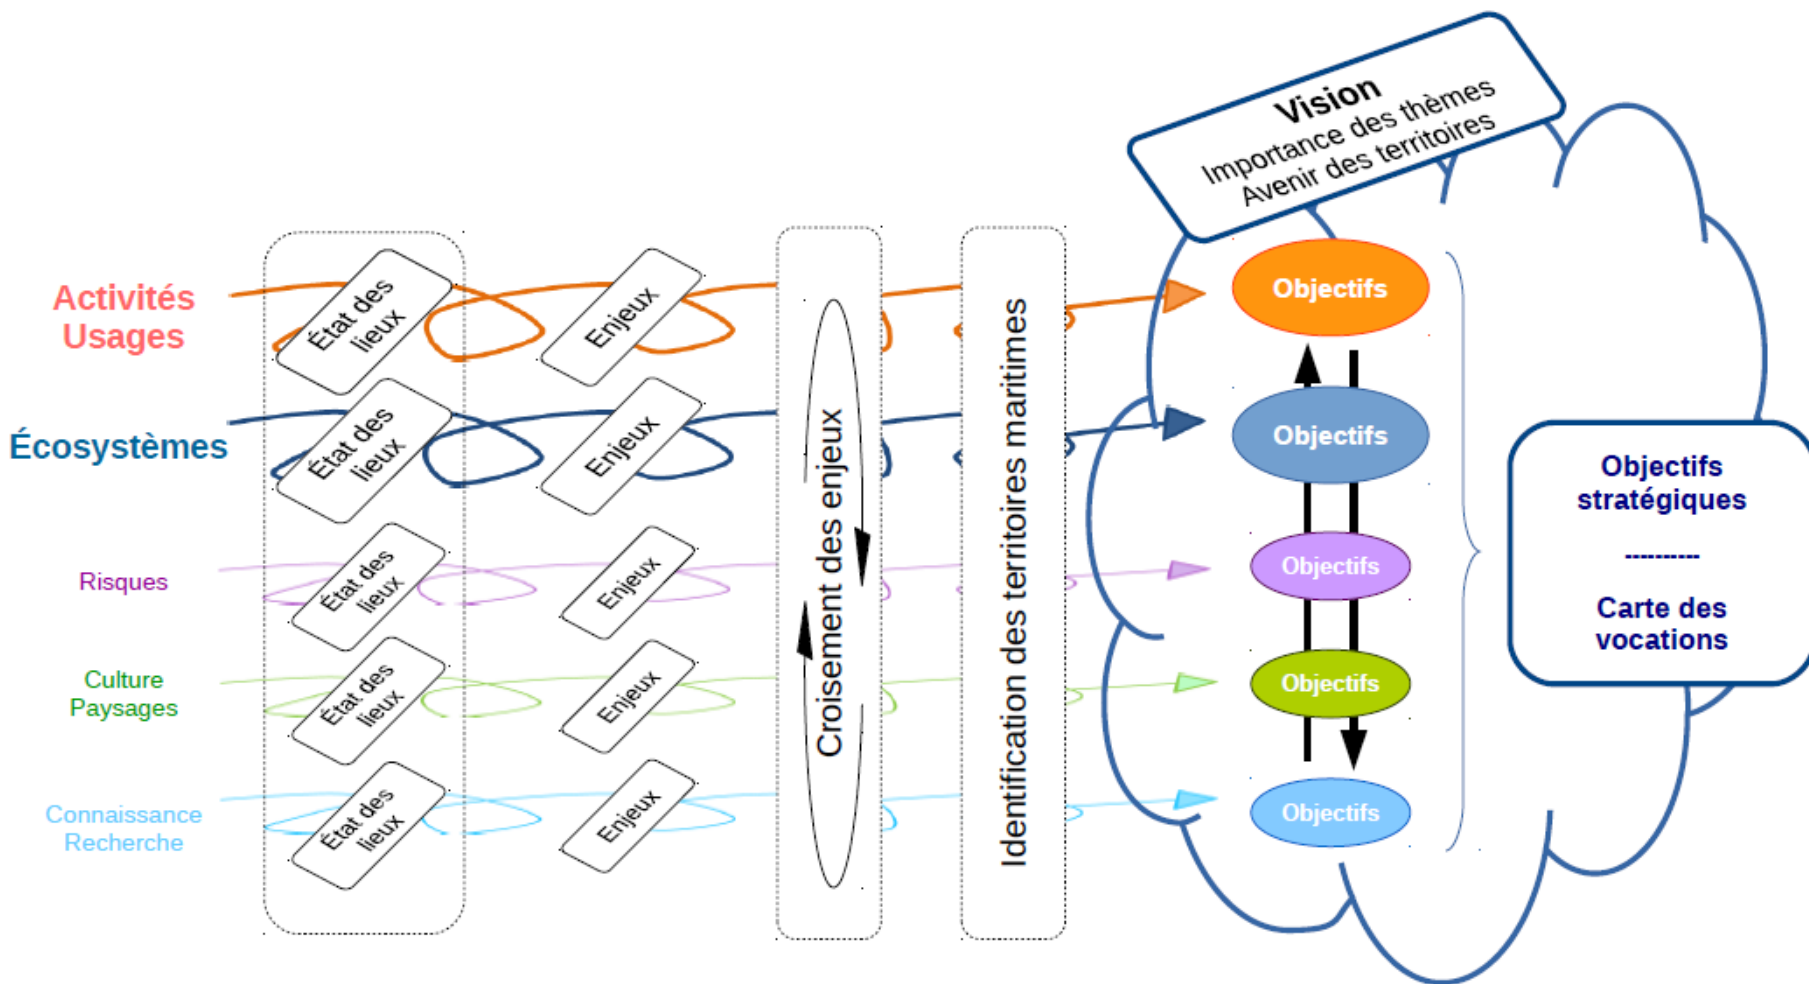 Vision
Importance des thèmes
Avenir des territoires
Activités
Usages
État des
lieux
Enjeux
Objectifs
Écosystèmes
État des
lieux
Enjeux
Objectifs
Risques
État des
lieux
Enjeux
Objectifs
Culture
Paysages
État des
lieux
Enjeux
Objectifs
Connaissance
Recherche
État des
lieux
Enjeux
Objectifs
Croisement des enjeux
Identification des territoires maritimes
Objectifs
stratégiques
----------
Carte des
vocations